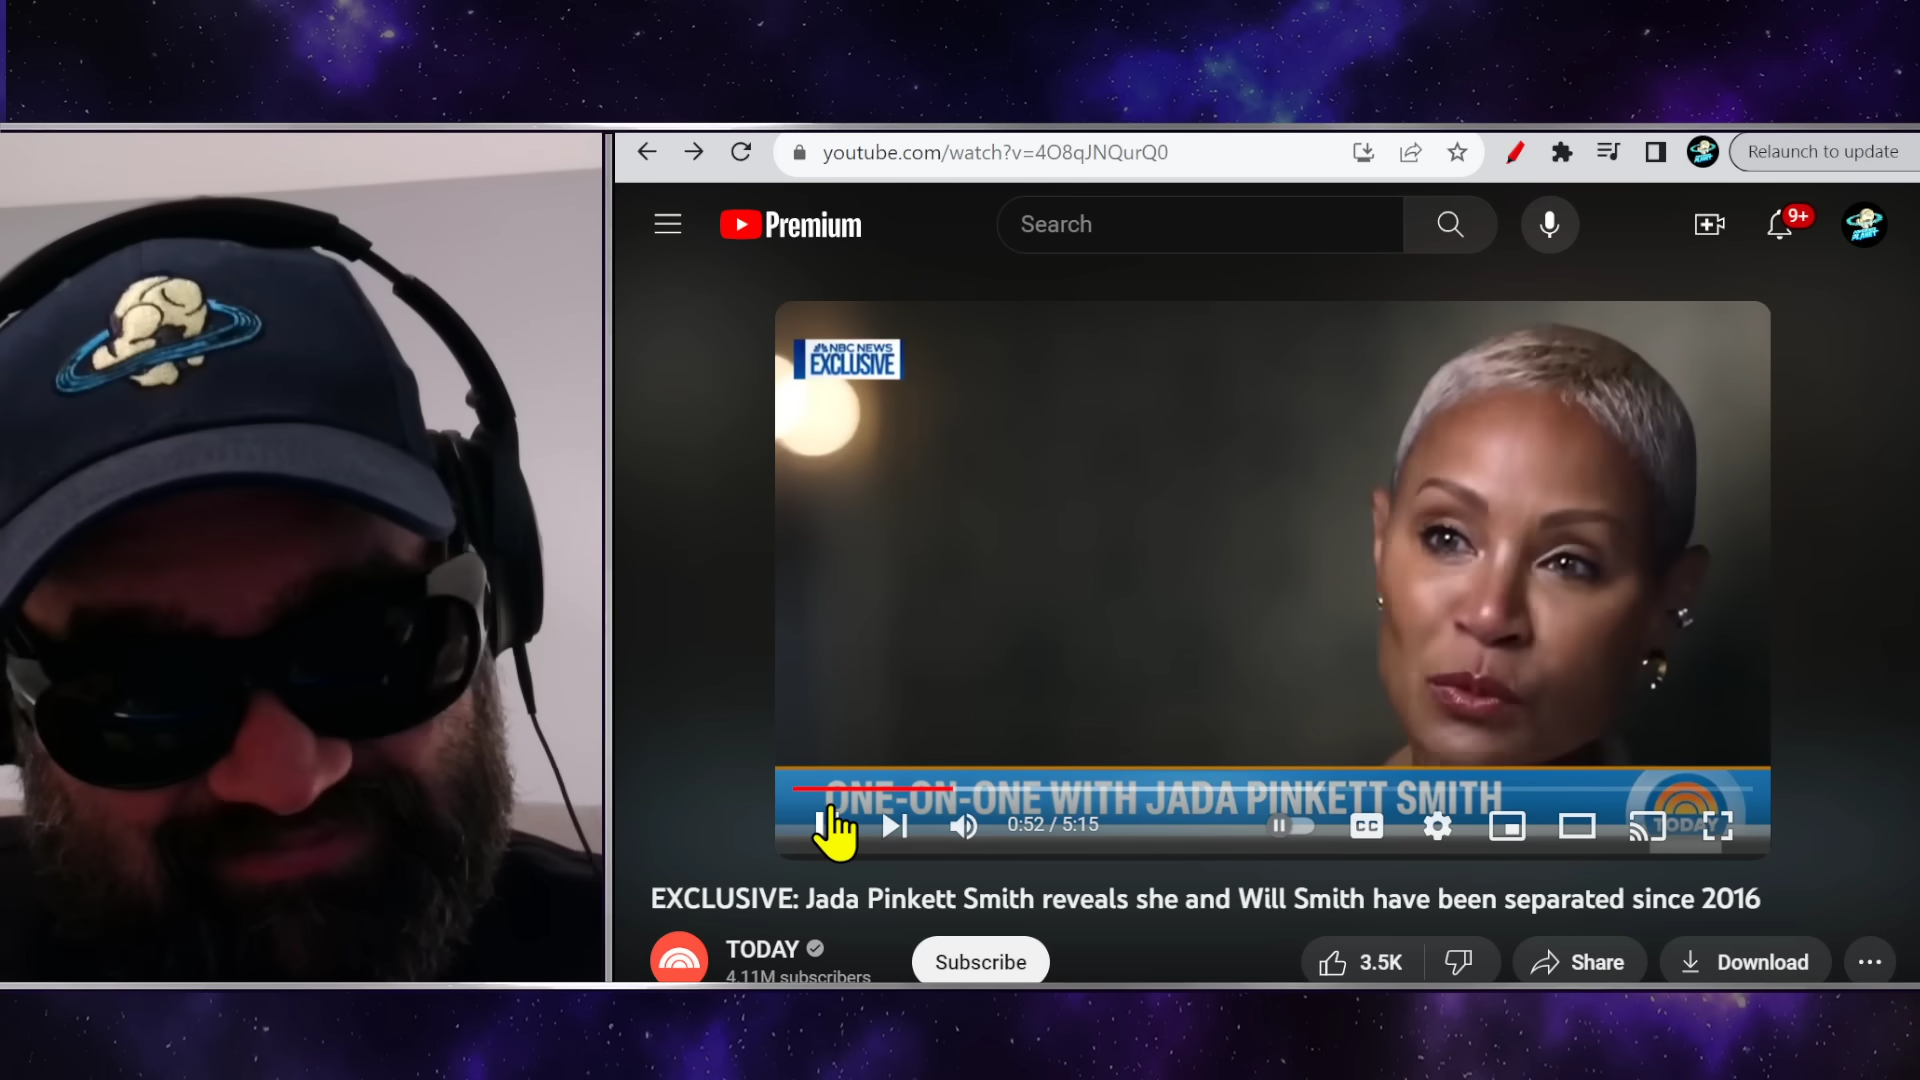 youtube.com/watch?v=4O8qJNQurQ0
Relaunch to update
Premium
Search
9+
NBC NEWS
EXCLUSIVE
ONE-ON-ONE WITH JADA PINKETT SMITH
TODAY
0:52 / 5:15
CC
EXCLUSIVE: Jada Pinkett Smith reveals she and Will Smith have been separated since 2016
TODAY
4.11M subscribers
Subscribe
3.5K
Share
Download